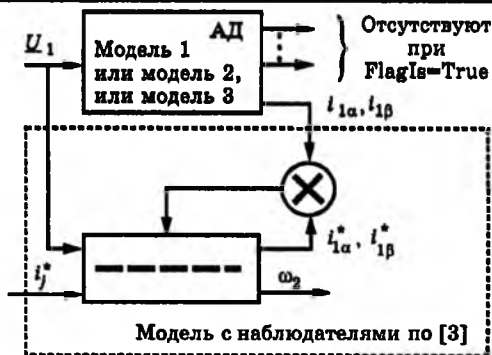 АД
U₁
Модель 1
или модель 2,
или модель 3
Отсутствуют
при
FlagIs=True
i₁α, i₁β
i*₁α, i*₁β
i*ⱼ
ω₂
Модель с наблюдателями по [3]